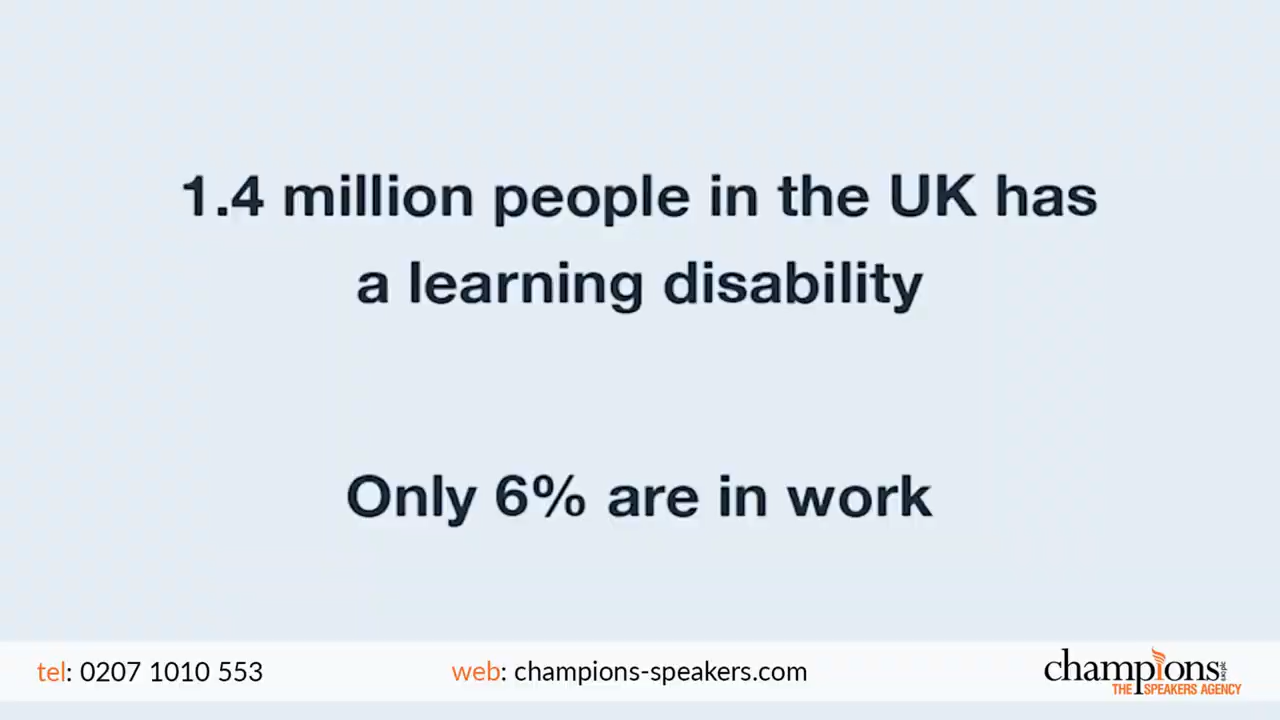 1.4 million people in the UK has
a learning disability
Only 6% are in work
tel: 0207 1010 553
web: champions-speakers.com
champions
THE SPEAKERS AGENCY